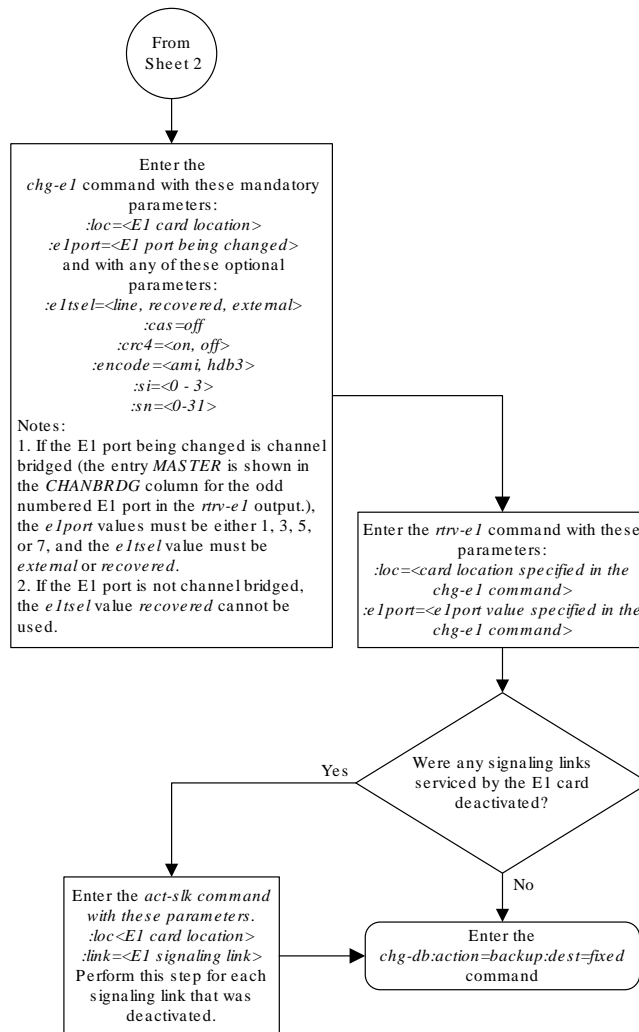 From
Sheet 2
Enter the
chg-e1 command with these mandatory
parameters:
:loc=<E1 card location>
:e1port=<E1 port being changed>
and with any of these optional
parameters:
:e1tsel=<line, recovered, external>
:cas=off
:crc4=<on, off>
:encode=<ami, hdb3>
:si=<0 - 3>
:sn=<0-31>
Notes:
1. If the E1 port being changed is channel
bridged (the entry MASTER is shown in
the CHANBRDG column for the odd
numbered E1 port in the rtrv-e1 output.),
the e1port values must be either 1, 3, 5,
or 7, and the e1tsel value must be
external or recovered.
2. If the E1 port is not channel bridged,
the e1tsel value recovered cannot be
used.
Enter the rtrv-e1 command with these
parameters:
:loc=<card location specified in the
chg-e1 command>
:e1port=<e1port value specified in the
chg-e1 command>
Were any signaling links
serviced by the E1 card
deactivated?
Yes
No
Enter the act-slk command
with these parameters.
:loc<E1 card location>
:link=<E1 signaling link>
Perform this step for each
signaling link that was
deactivated.
Enter the
chg-db:action=backup:dest=fixed
command